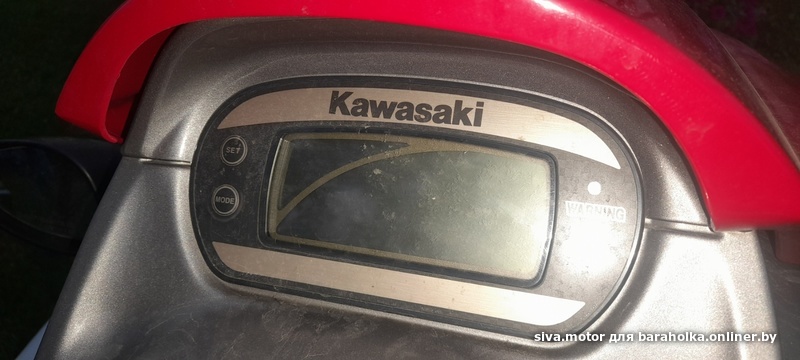 Kawasaki
SET
MODE
WARNING
siva.motor для baraholka.onliner.by